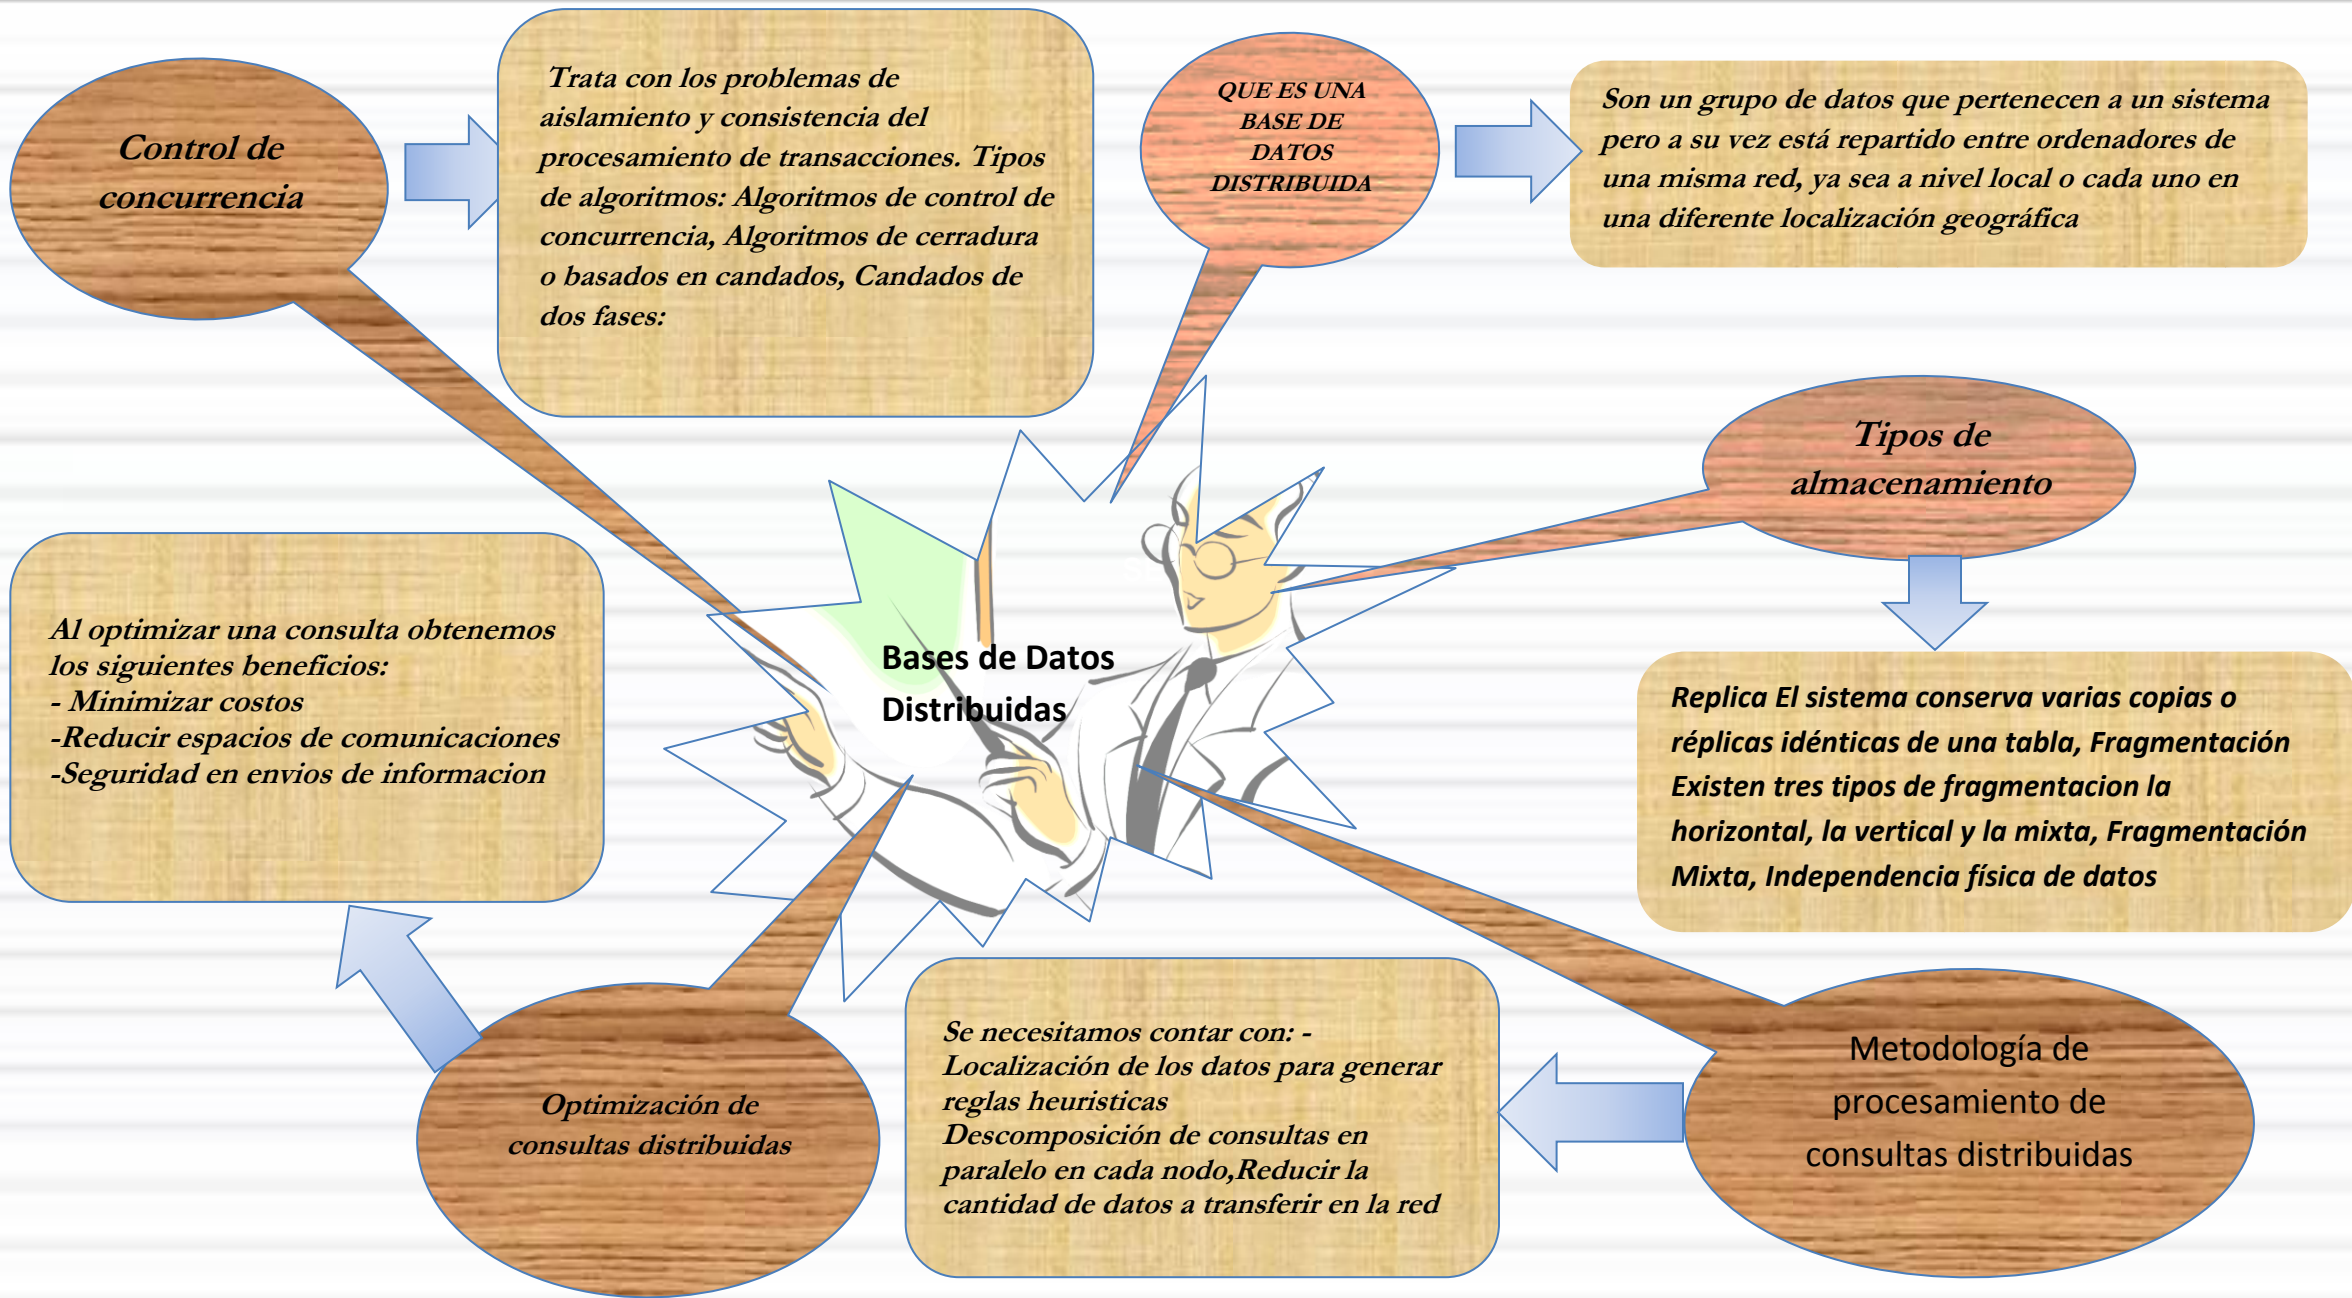 Control de
concurrencia
Trata con los problemas de
aislamiento y consistencia del
procesamiento de transacciones. Tipos
de algoritmos: Algoritmos de control de
concurrencia, Algoritmos de cerradura
o basados en candados, Candados de
dos fases:
QUE ES UNA
BASE DE
DATOS
DISTRIBUIDA
Son un grupo de datos que pertenecen a un sistema
pero a su vez está repartido entre ordenadores de
una misma red, ya sea a nivel local o cada uno en
una diferente localización geográfica
Tipos de
almacenamiento
Replica El sistema conserva varias copias o
réplicas idénticas de una tabla, Fragmentación
Existen tres tipos de fragmentacion la
horizontal, la vertical y la mixta, Fragmentación
Mixta, Independencia física de datos
Bases de Datos
Distribuidas
Al optimizar una consulta obtenemos
los siguientes beneficios:
- Minimizar costos
-Reducir espacios de comunicaciones
-Seguridad en envios de informacion
Optimización de
consultas distribuidas
Se necesitamos contar con: -
Localización de los datos para generar
reglas heuristicas
Descomposición de consultas en
paralelo en cada nodo,Reducir la
cantidad de datos a transferir en la red
Metodología de
procesamiento de
consultas distribuidas